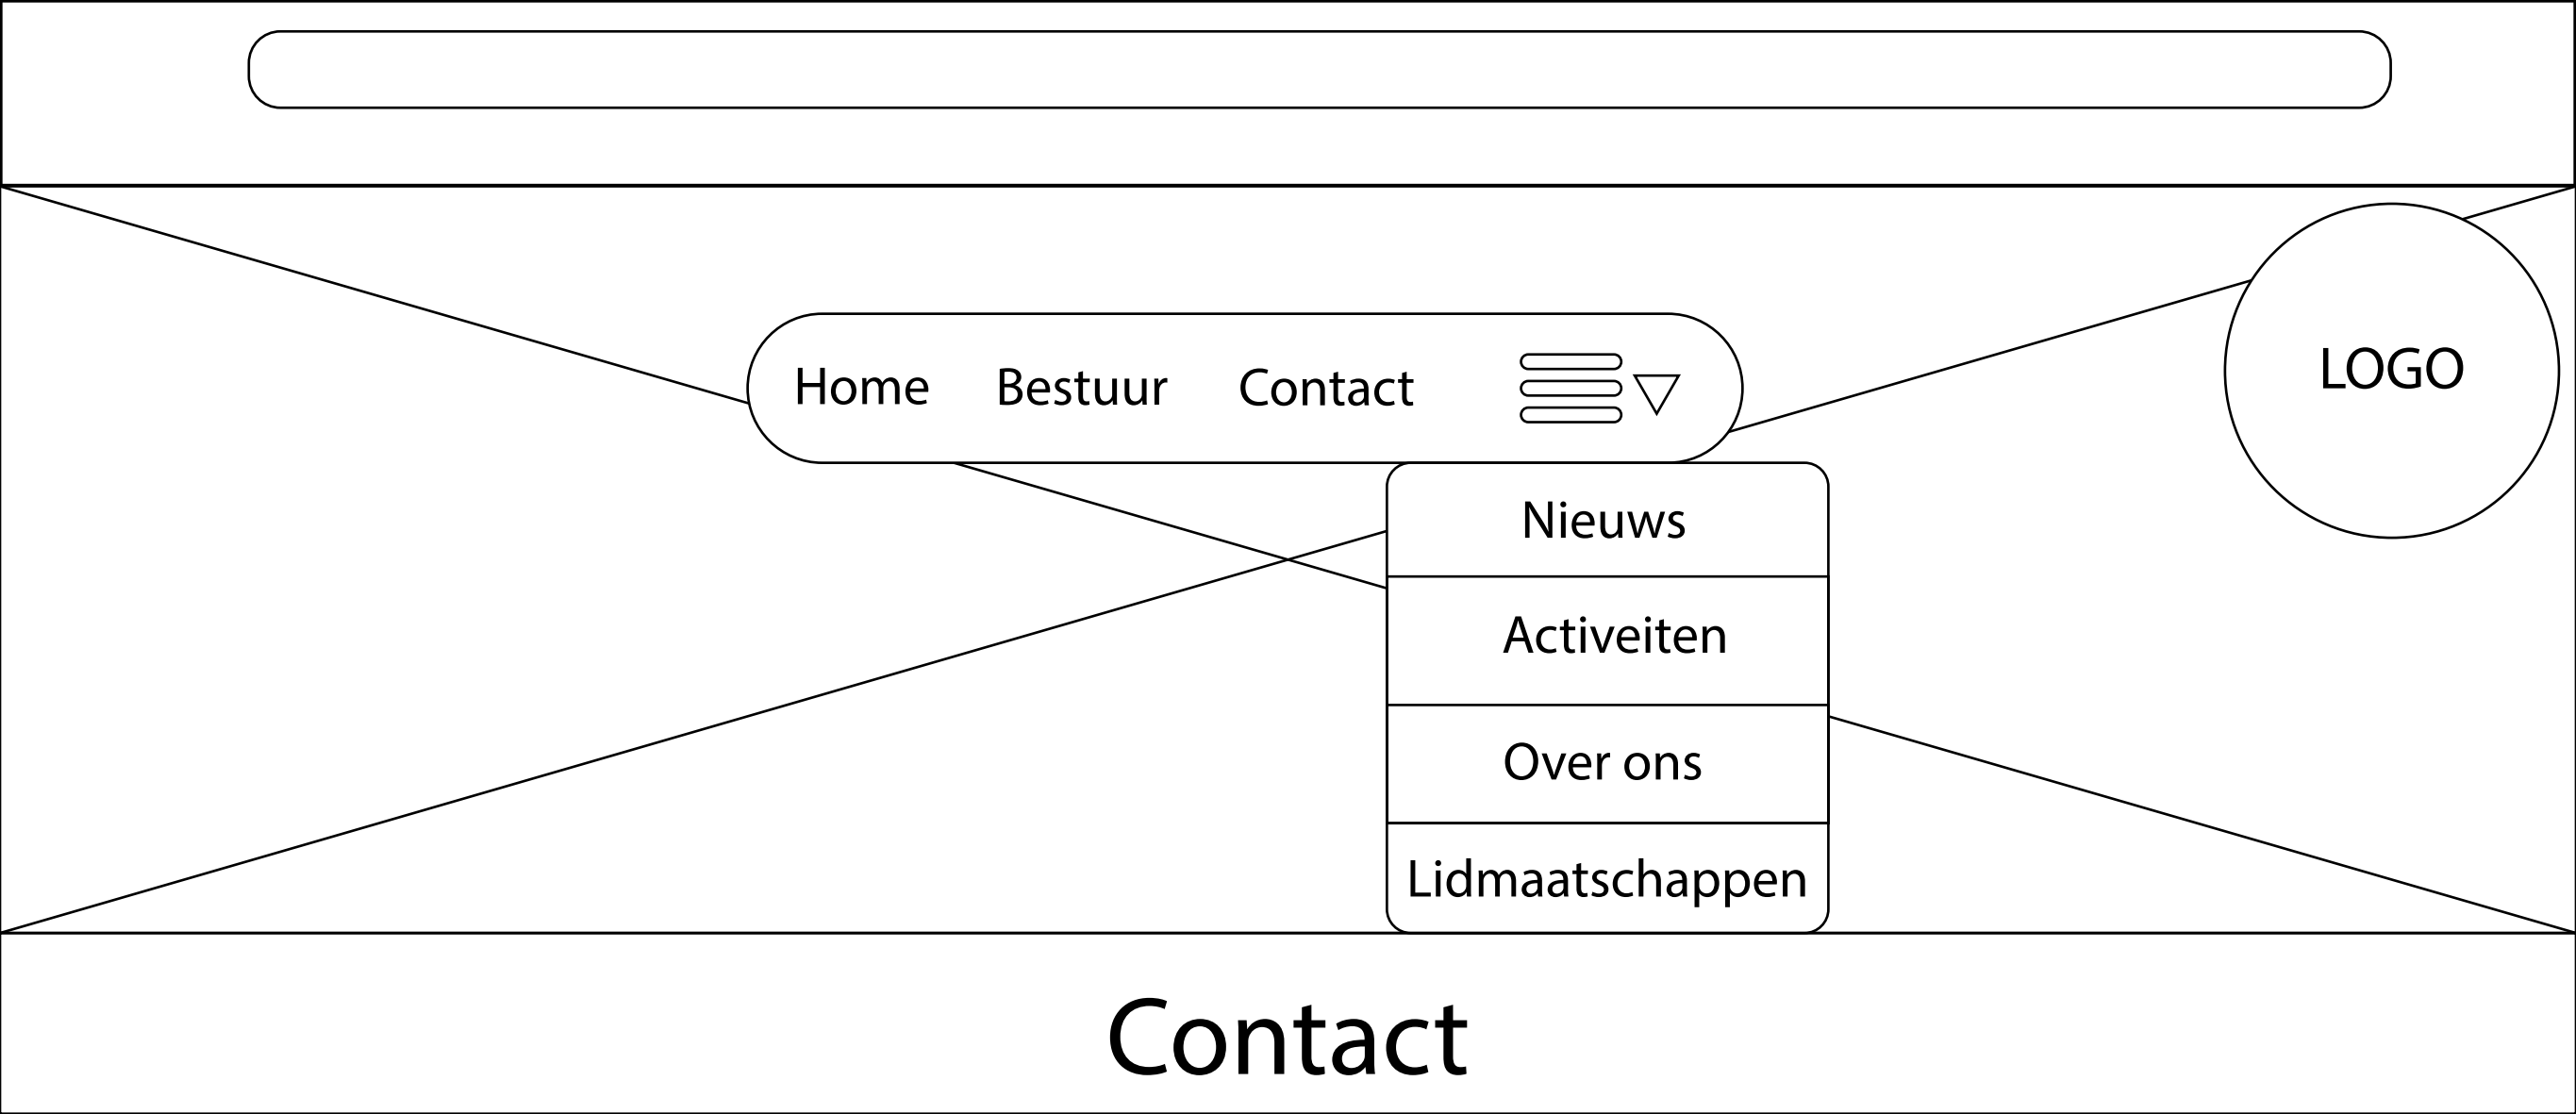 Home Bestuur Contact
LOGO
Nieuws
Activeiten
Over ons
Lidmaatschappen
Contact